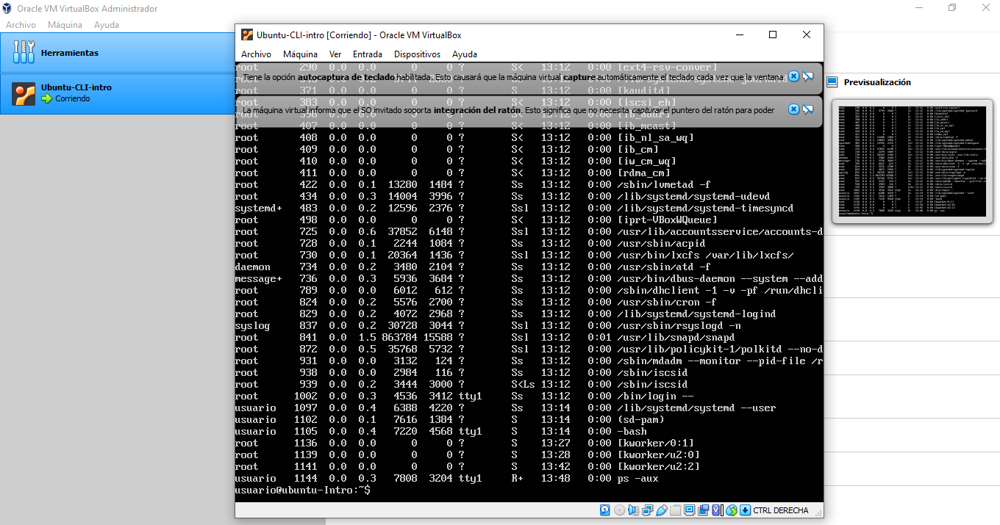 Oracle VM VirtualBox Administrador
Archivo Máquina Ayuda
Herramientas
Ubuntu-CLI-intro
Corriendo
Ubuntu-CLI-intro [Corriendo] - Oracle VM VirtualBox
Archivo Máquina Ver Entrada Dispositivos Ayuda
root 290 0.0 0.0 0 0 ? S< 13:12 0:00 [ext4-rsv-conver]
Tiene la opción autocaptura de teclado habilitada. Esto causará que la máquina virtual capture automáticamente el teclado cada vez que la ventana
root 371 0.0 0.0 0 0 ? S 13:12 0:00 [kauditd]
root 383 0.0 0.0 0 0 ? S< 13:12 0:00 [iscsi_eh]
La máquina virtual informa que el SO invitado soporta integración del ratón. Esto significa que no necesita capturar el puntero del ratón para poder
root 398 0.0 0.0 0 0 ? S< 13:12 0:00 [ib_addr]
root 407 0.0 0.0 0 0 ? S< 13:12 0:00 [ib_mcast]
root 408 0.0 0.0 0 0 ? S< 13:12 0:00 [ib_nl_sa_wq]
root 409 0.0 0.0 0 0 ? S< 13:12 0:00 [ib_cm]
root 410 0.0 0.0 0 0 ? S< 13:12 0:00 [iw_cm_wq]
root 411 0.0 0.0 0 0 ? S< 13:12 0:00 [rdma_cm]
root 422 0.0 0.3 13280 1484 ? Ss 13:12 0:00 /sbin/lvmetad -f
root 434 0.0 0.3 14004 3996 ? Ss 13:12 0:00 /lib/systemd/systemd-udevd
systemd+ 483 0.0 0.2 12596 2376 ? Ssl 13:12 0:00 /lib/systemd/systemd-timesyncd
root 498 0.0 0.0 0 0 ? S< 13:12 0:00 [iprt-VBoxWQueue]
root 725 0.0 0.6 37852 6148 ? Ssl 13:12 0:00 /usr/lib/accountsservice/accounts-d
root 728 0.0 0.1 2244 1084 ? Ss 13:12 0:00 /usr/sbin/acpid
root 730 0.0 0.1 20364 1436 ? Ssl 13:12 0:00 /usr/bin/lxcfs /var/lib/lxcfs/
daemon 734 0.0 0.2 3480 2104 ? Ss 13:12 0:00 /usr/sbin/atd -f
message+ 736 0.0 0.3 5936 3684 ? Ss 13:12 0:00 /usr/bin/dbus-daemon --system --add
root 789 0.0 0.0 6012 612 ? Ss 13:12 0:00 /sbin/dhclient -1 -v -pf /run/dhcli
root 824 0.0 0.2 5576 2700 ? Ss 13:12 0:00 /usr/sbin/cron -f
root 829 0.0 0.2 4072 2968 ? Ss 13:12 0:00 /lib/systemd/systemd-logind
syslog 837 0.0 0.2 30728 3044 ? Ssl 13:12 0:00 /usr/sbin/rsyslogd -n
root 841 0.0 1.5 863784 15588 ? Ssl 13:12 0:01 /usr/lib/snapd/snapd
root 872 0.0 0.5 35768 5732 ? Ssl 13:12 0:00 /usr/lib/policykit-1/polkitd --no-d
root 931 0.0 0.0 3132 124 ? Ss 13:12 0:00 /sbin/mdadm --monitor --pid-file /r
root 938 0.0 0.0 2984 116 ? Ss 13:12 0:00 /sbin/iscsid
root 939 0.0 0.2 3444 3000 ? S<Ls 13:12 0:00 /sbin/iscsid
root 1002 0.0 0.3 4536 3412 tty1 Ss 13:12 0:00 /bin/login --
usuario 1097 0.0 0.4 6388 4220 ? Ss 13:14 0:00 /lib/systemd/systemd --user
usuario 1102 0.0 0.1 7616 1384 ? S 13:14 0:00 (sd-pam)
usuario 1105 0.0 0.4 7220 4568 tty1 S 13:14 0:00 -bash
root 1136 0.0 0.0 0 0 ? S 13:27 0:00 [kworker/0:1]
root 1139 0.0 0.0 0 0 ? S 13:28 0:00 [kworker/u2:0]
root 1141 0.0 0.0 0 0 ? S 13:42 0:00 [kworker/u2:2]
usuario 1144 0.0 0.3 7808 3204 tty1 R+ 13:48 0:00 ps -aux
usuario@ubuntu-Intro:~$
CTRL DERECHA
Previsualización